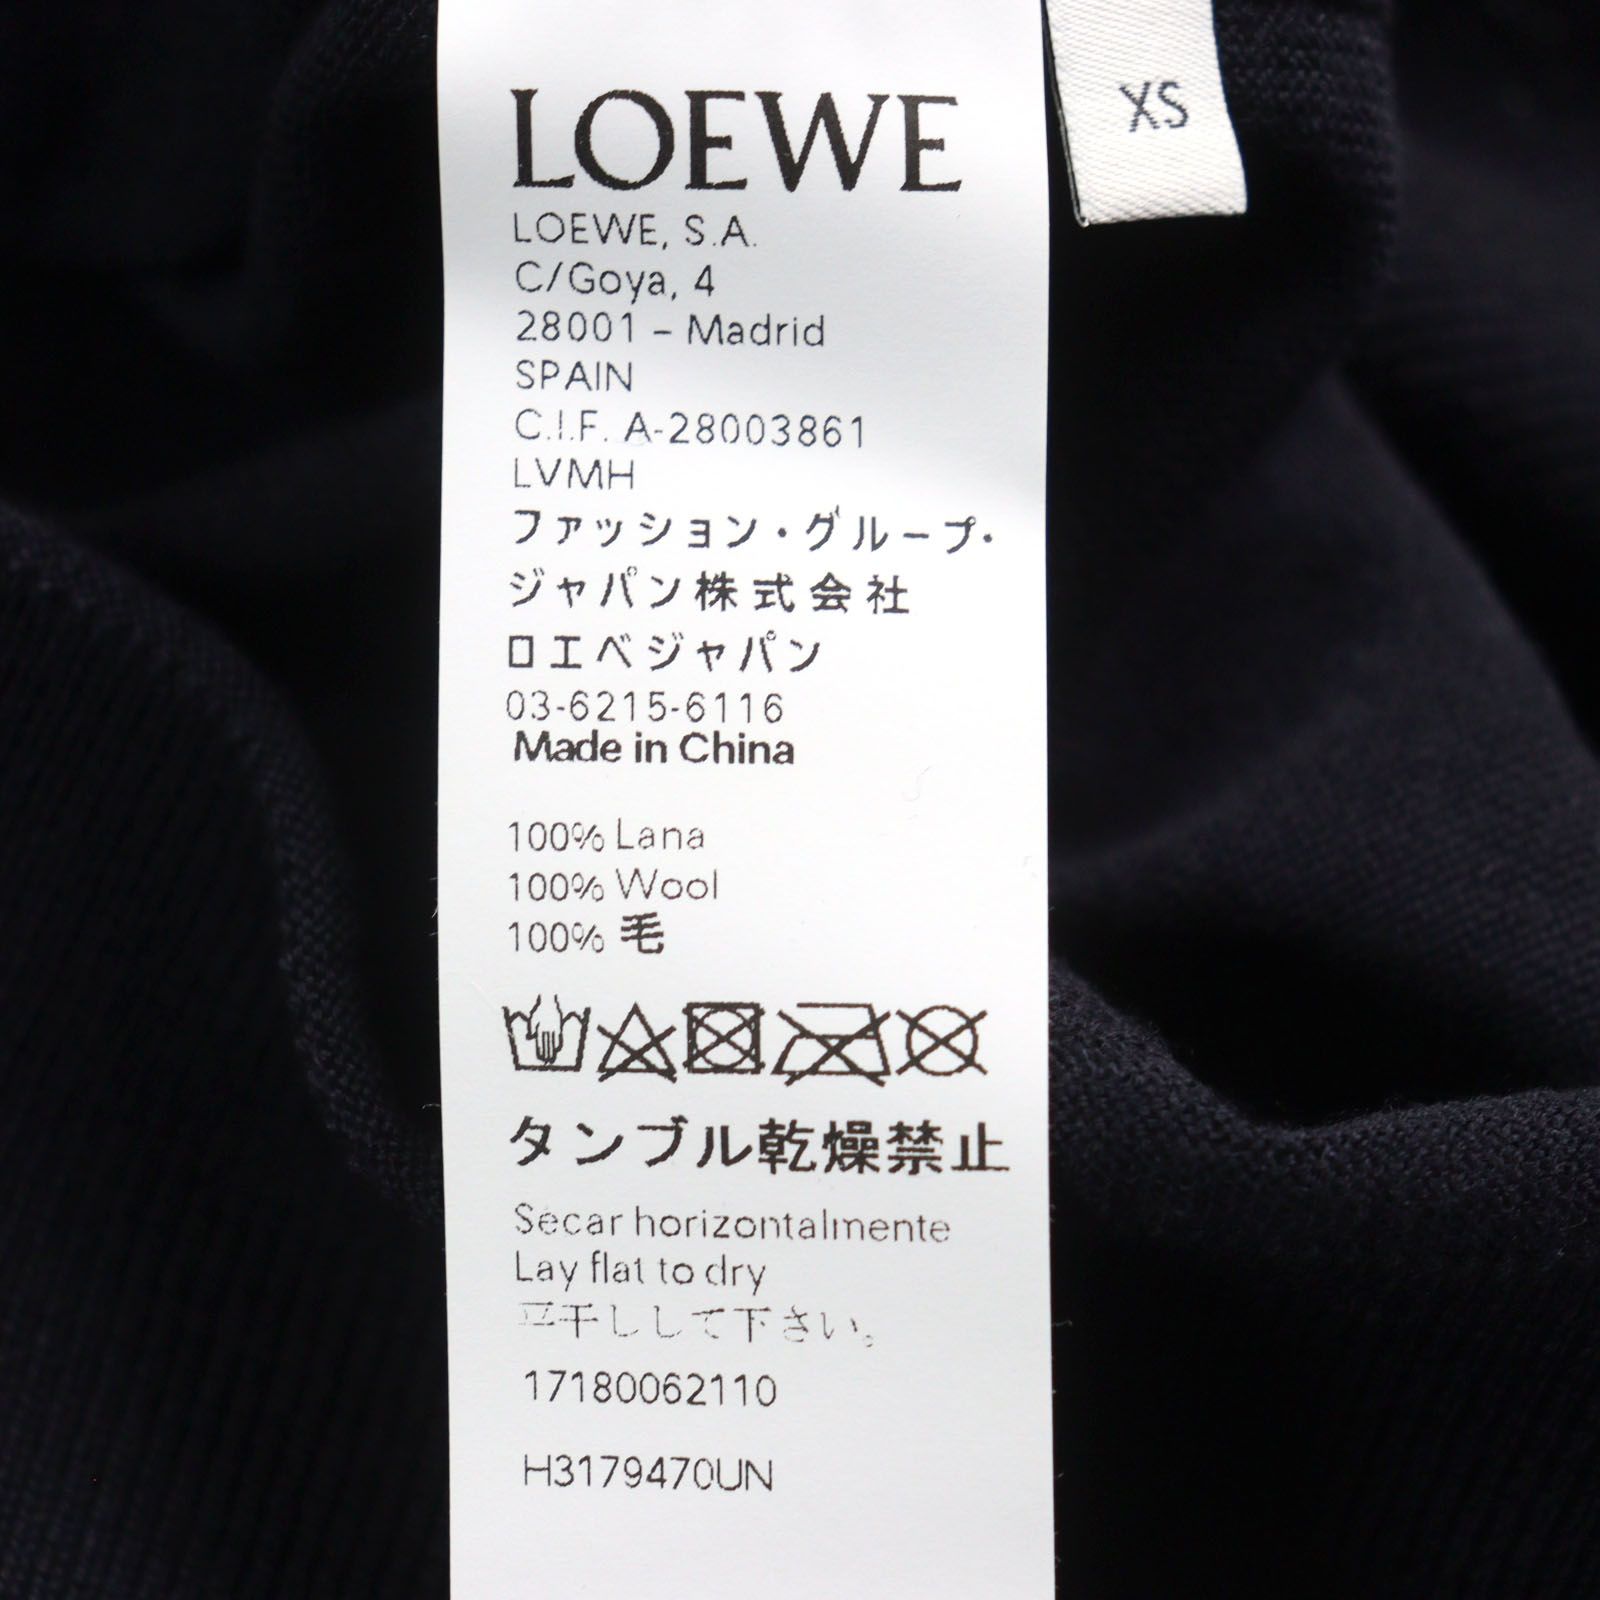 LOEWE
XS
LOEWE, S.A.
C/Goya, 4
28001 – Madrid
SPAIN
C.I.F. A-28003861
LVMH
ファッション・グループ・
ジャパン株式会社
ロエベジャパン
03-6215-6116
Made in China
100% Lana
100% Wool
100% 毛
タンブル乾燥禁止
Secar horizontalmente
Lay flat to dry
平干しして下さい。
17180062110
H3179470UN